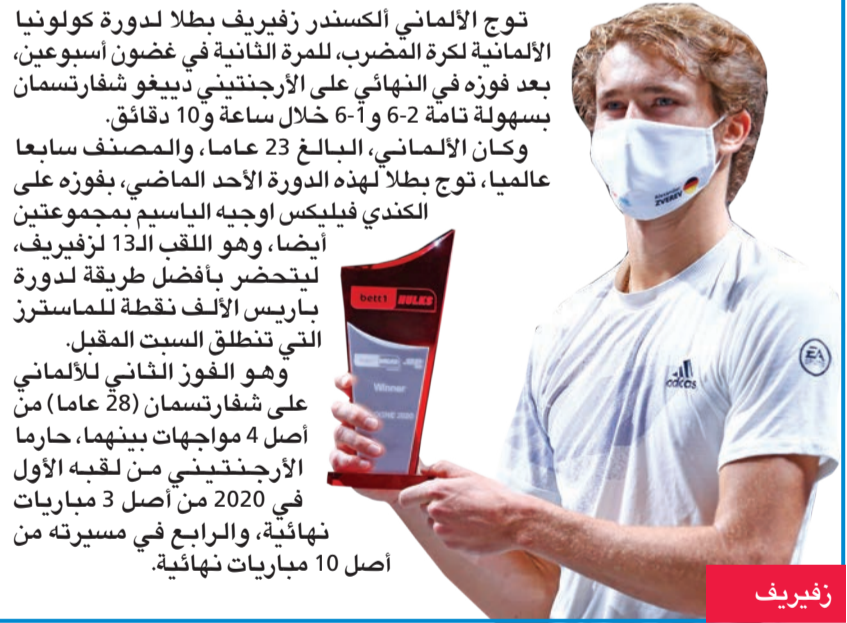 توج الألماني ألكسندر زفيريف بطلا لدورة كولونيا
الألمانية لكرة المضرب، للمرة الثانية في غضون أسبوعين،
بعد فوزه في النهائي على الأرجنتيني دييغو شفارتسمان
بسهولة تامة 2-6 و1-6 خلال ساعة و10 دقائق.
وكان الألماني، البالغ 23 عاما، والمصنف سابعا
عالميا، توج بطلا لهذه الدورة الأحد الماضي، بفوزه على
الكندي فيليكس اوجيه الياسيم بمجموعتين
أيضا، وهو اللقب الـ13 لزفيريف،
ليتحضر بأفضل طريقة لدورة
باريس الألف نقطة للماسترز
التي تنطلق السبت المقبل.
وهو الفوز الثاني للألماني
على شفارتسمان (28 عاما) من
أصل 4 مواجهات بينهما، حارما
الأرجنتيني من لقبه الأول
في 2020 من أصل 3 مباريات
نهائية، والرابع في مسيرته من
أصل 10 مباريات نهائية.
Alexander
ZVEREV
bett1 HULKS
Winner
2020
adidas
EA
زفيريف